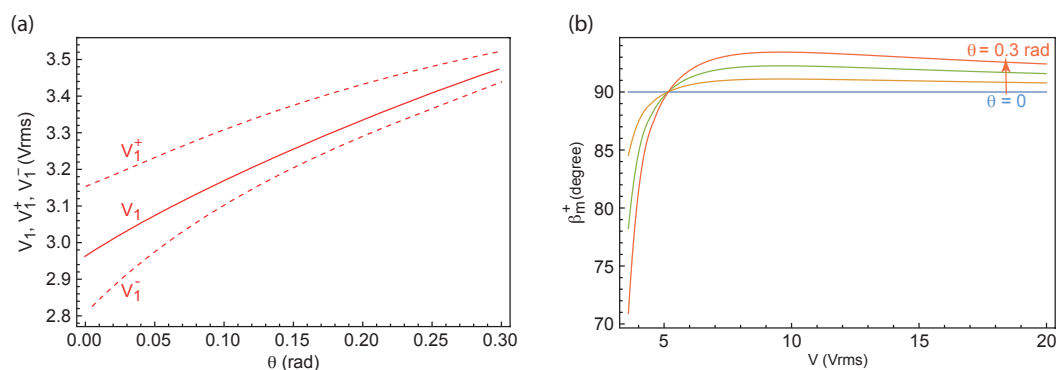 (a)
V₁, V₁⁺, V₁⁻ (Vrms)
3.5
3.4
3.3
3.2
3.1
3.0
2.9
2.8
V₁⁺
V₁
V₁⁻
0.00 0.05 0.10 0.15 0.20 0.25 0.30
θ (rad)
(b)
βₘ⁺ (degree)
90
85
80
75
70
θ = 0.3 rad
θ = 0
5 10 15 20
V (Vrms)